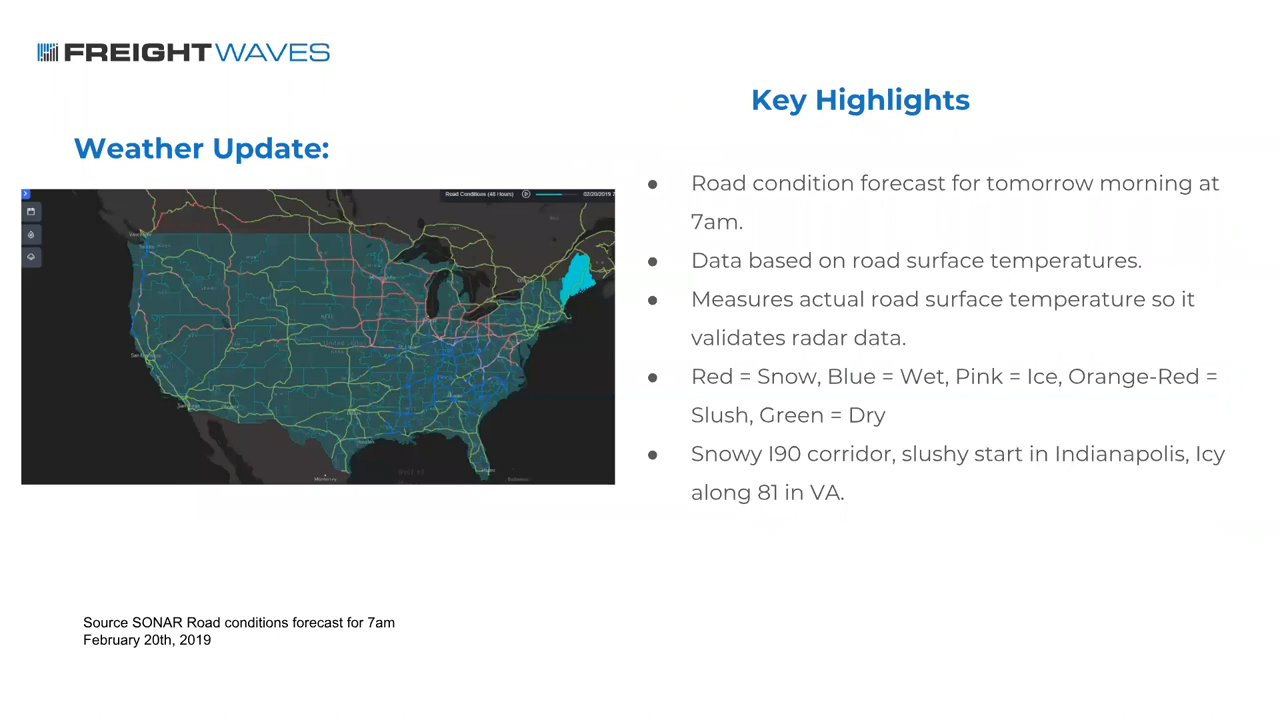 FREIGHTWAVES
Key Highlights
Weather Update:
Road Conditions (48 Hours)
● Road condition forecast for tomorrow morning at
7am.
● Data based on road surface temperatures.
● Measures actual road surface temperature so it
validates radar data.
● Red = Snow, Blue = Wet, Pink = Ice, Orange-Red =
Slush, Green = Dry
● Snowy I90 corridor, slushy start in Indianapolis, Icy
along 81 in VA.
Monterrey
Source SONAR Road conditions forecast for 7am
February 20th, 2019